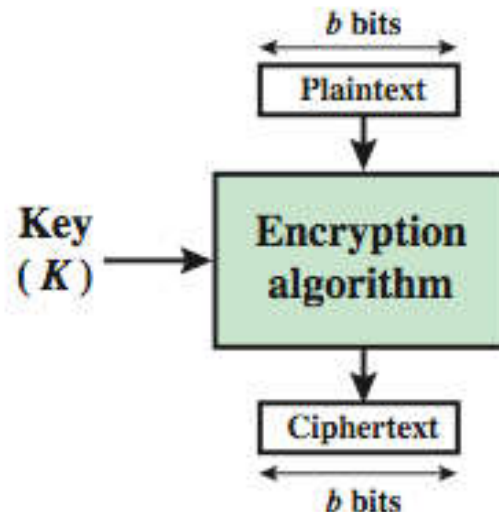 b bits
Plaintext
Key
(K)
Encryption
algorithm
Ciphertext
b bits